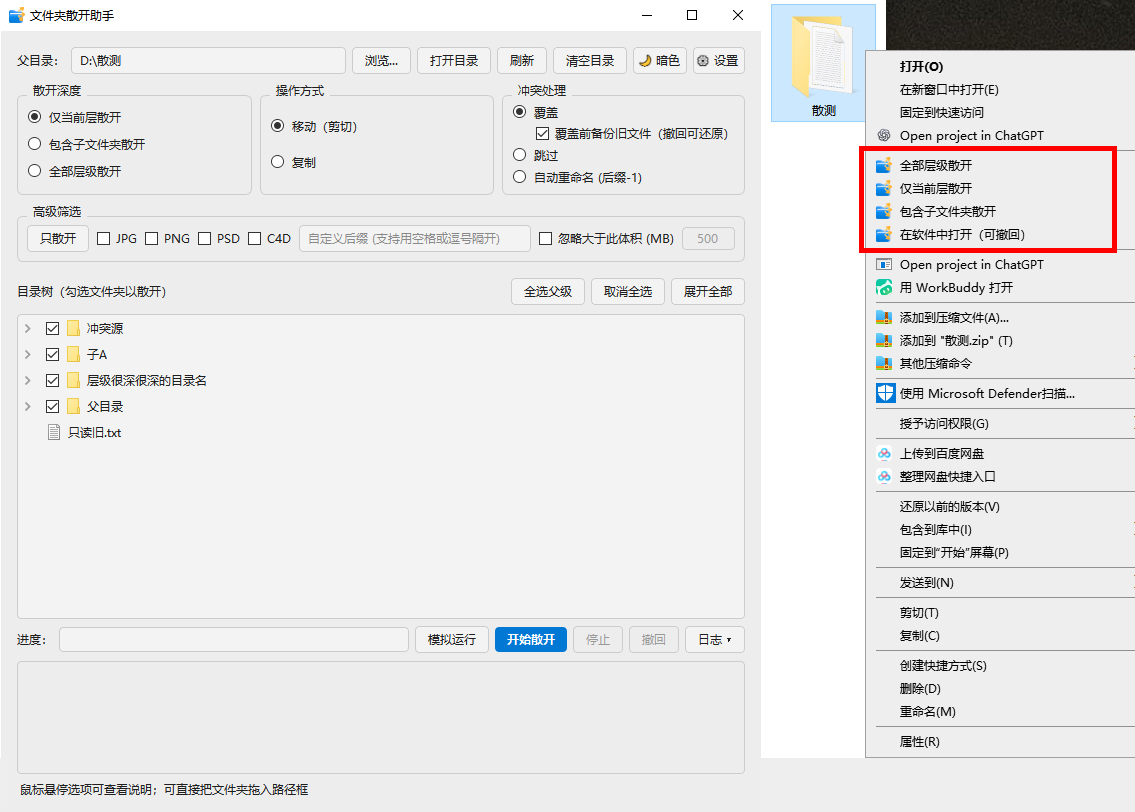 文件夹散开助手
父目录: D:\散测 浏览... 打开目录 刷新 清空目录 暗色 设置
散开深度
仅当前层散开
包含子文件夹散开
全部层级散开
操作方式
移动（剪切）
复制
冲突处理
覆盖
覆盖前备份旧文件（撤回可还原）
跳过
自动重命名 (后缀-1)
高级筛选
只散开 JPG PNG PSD C4D 自定义后缀 (支持用空格或逗号隔开) 忽略大于此体积 (MB) 500
目录树（勾选文件夹以散开） 全选父级 取消全选 展开全部
冲突源
子A
层级很深很深的目录名
父目录
只读旧.txt
进度: 模拟运行 开始散开 停止 撤回 日志
鼠标悬停选项可查看说明；可直接把文件夹拖入路径框
散测
打开(O)
在新窗口中打开(E)
固定到快速访问
Open project in ChatGPT
全部层级散开
仅当前层散开
包含子文件夹散开
在软件中打开（可撤回）
Open project in ChatGPT
用 WorkBuddy 打开
添加到压缩文件(A)...
添加到 "散测.zip" (T)
其他压缩命令
使用 Microsoft Defender扫描...
授予访问权限(G)
上传到百度网盘
整理网盘快捷入口
还原以前的版本(V)
包含到库中(I)
固定到"开始"屏幕(P)
发送到(N)
剪切(T)
复制(C)
创建快捷方式(S)
删除(D)
重命名(M)
属性(R)